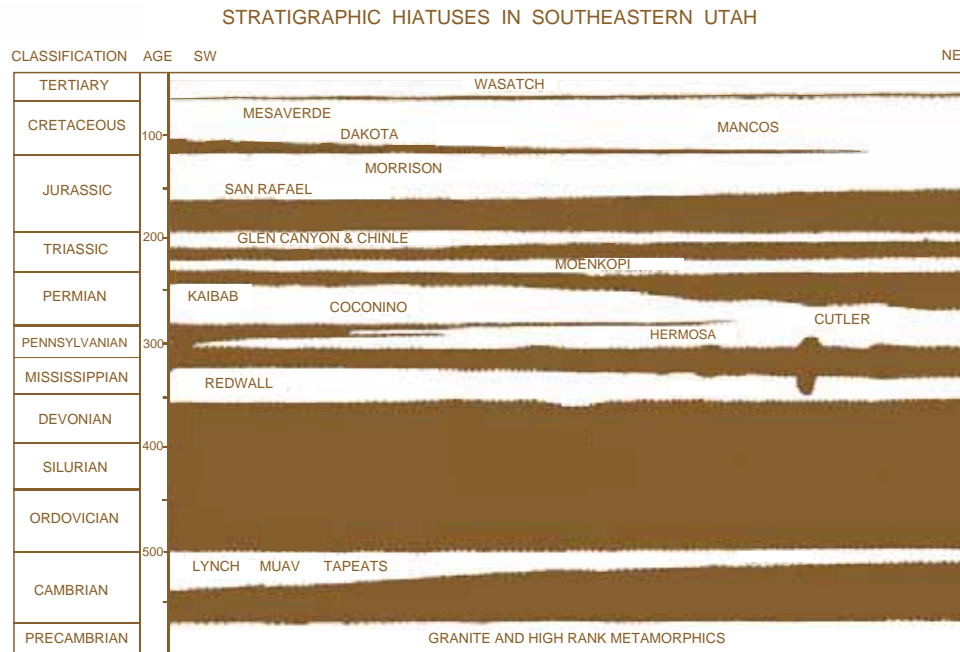 STRATIGRAPHIC HIATUSES IN SOUTHEASTERN UTAH
CLASSIFICATION AGE SW NE
TERTIARY WASATCH
MESAVERDE
CRETACEOUS MANCOS
100 DAKOTA
MORRISON
JURASSIC SAN RAFAEL
200 GLEN CANYON & CHINLE
TRIASSIC
MOENKOPI
PERMIAN KAIBAB
COCONINO
CUTLER
HERMOSA
PENNSYLVANIAN 300
MISSISSIPPIAN REDWALL
DEVONIAN
400
SILURIAN
ORDOVICIAN
500
LYNCH MUAV TAPEATS
CAMBRIAN
PRECAMBRIAN GRANITE AND HIGH RANK METAMORPHICS